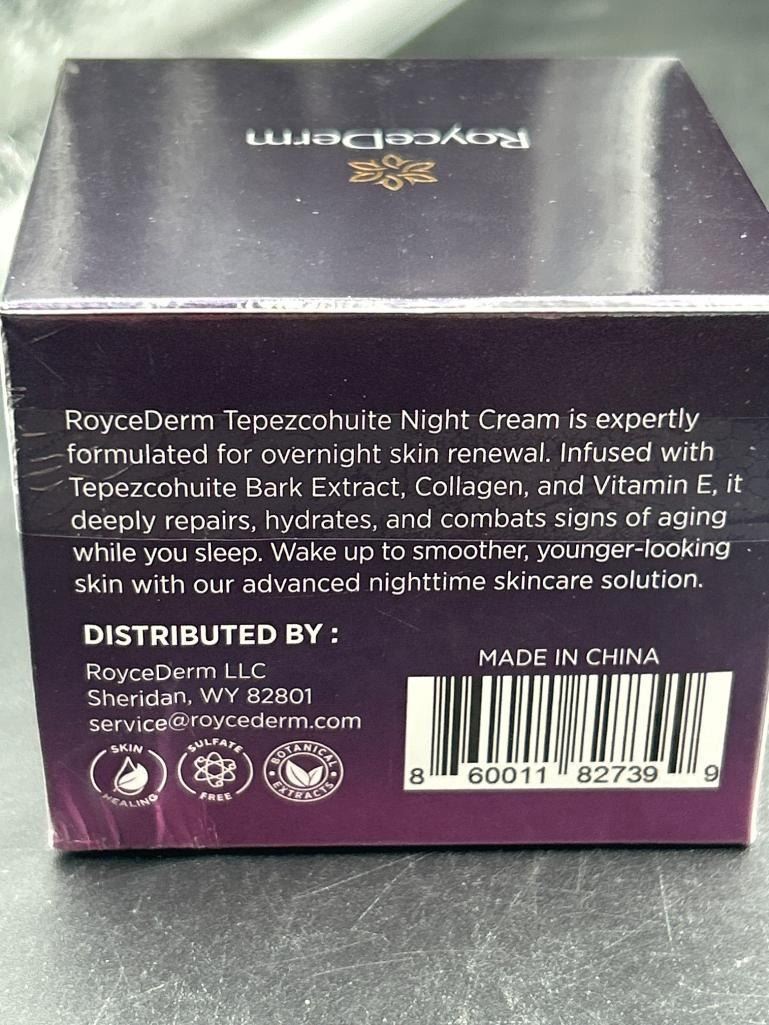 RoyceDerm
RoyceDerm Tepezcohuite Night Cream is expertly
formulated for overnight skin renewal. Infused with
Tepezcohuite Bark Extract, Collagen, and Vitamin E, it
deeply repairs, hydrates, and combats signs of aging
while you sleep. Wake up to smoother, younger-looking
skin with our advanced nighttime skincare solution.
DISTRIBUTED BY :
RoyceDerm LLC
Sheridan, WY 82801
service@roycederm.com
SKIN
HEALING
SULFATE
FREE
BOTANICAL
EXTRACTS
MADE IN CHINA
8 60011 82739 9